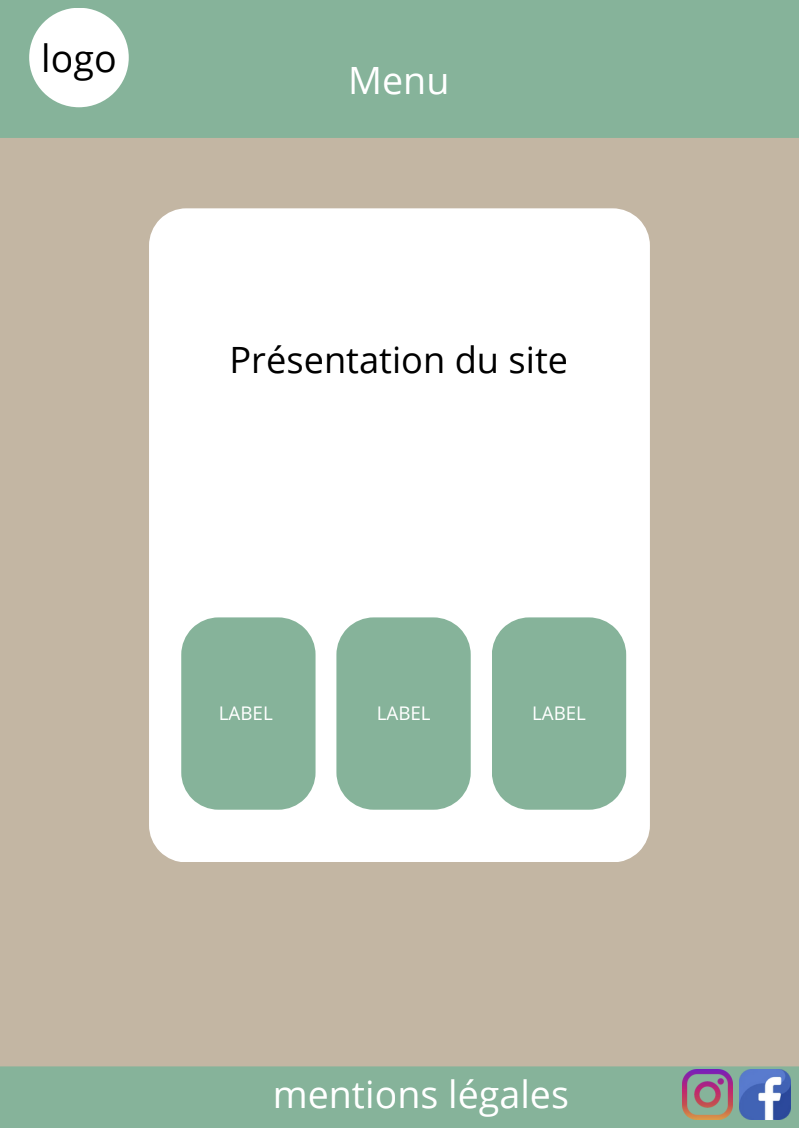 logo
Menu
Présentation du site
LABEL
LABEL
LABEL
mentions légales